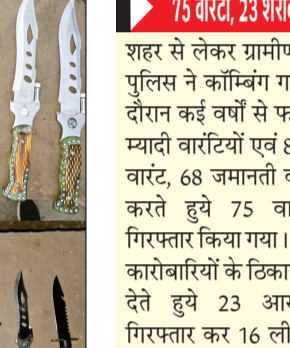 75 वारंटी, 23 शराब
शहर से लेकर ग्रामीण
पुलिस ने कॉम्बिंग ग
दौरान कई वर्षों से फ
म्यादी वारंटियों एवं 8
वारंट, 68 जमानती व
करते हुये 75 वा
गिरफ्तार किया गया।
कारोबारियों के ठिका
देते हुये 23 आर
गिरफ्तार कर 16 ली